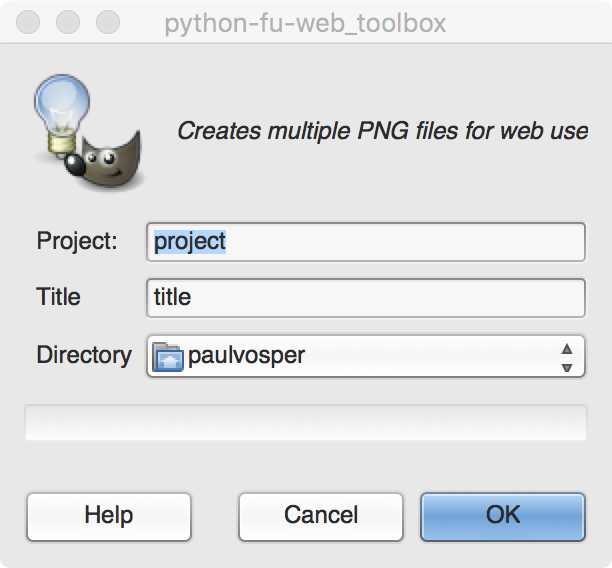 python-fu-web_toolbox
Creates multiple PNG files for web use
Project: project
Title title
Directory paulvosper
Help Cancel OK